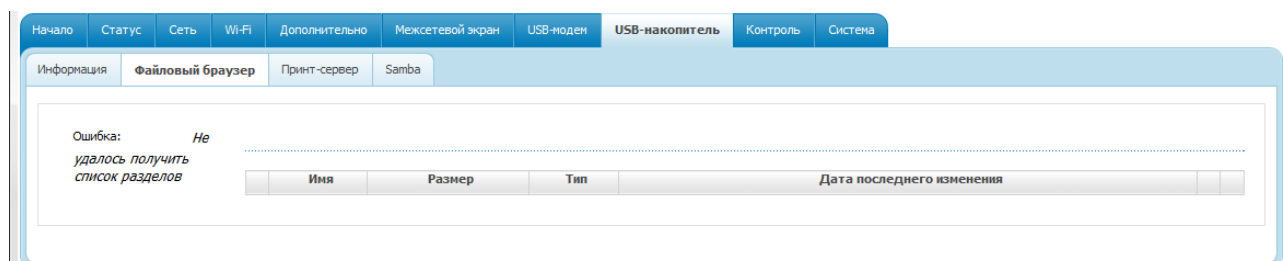 Начало Статус Сеть Wi-Fi Дополнительно Межсетевой экран USB-модем USB-накопитель Контроль Система
Информация Файловый браузер Принт-сервер Samba
Ошибка: Не
удалось получить
список разделов
Имя Размер Тип Дата последнего изменения